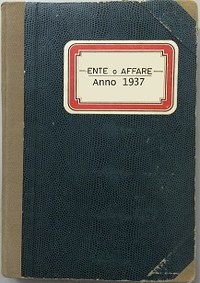 ENTE o AFFARE
Anno 1937